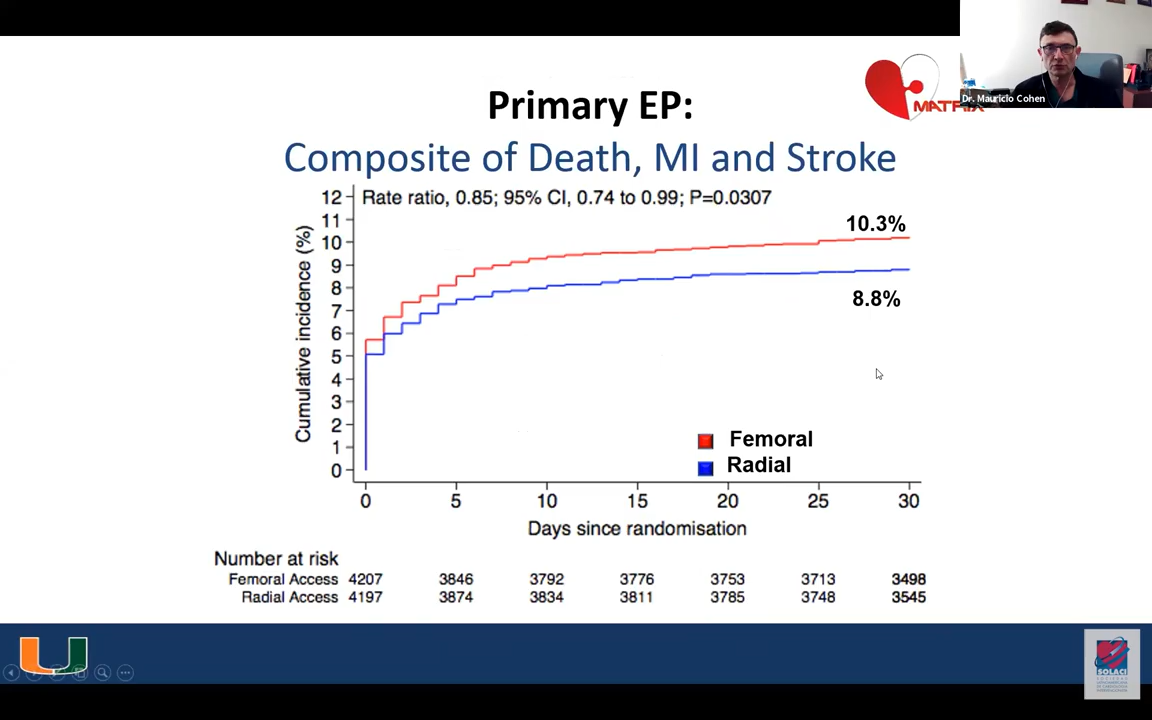 Primary EP:
MATRIX
Dr. Mauricio Cohen
Composite of Death, MI and Stroke
Rate ratio, 0.85; 95% CI, 0.74 to 0.99; P=0.0307
Cumulative incidence (%)
12
11
10
9
8
7
6
5
4
3
2
1
0
10.3%
8.8%
Femoral
Radial
0 5 10 15 20 25 30
Days since randomisation
Number at risk
Femoral Access 4207 3846 3792 3776 3753 3713 3498
Radial Access 4197 3874 3834 3811 3785 3748 3545
SOLACI